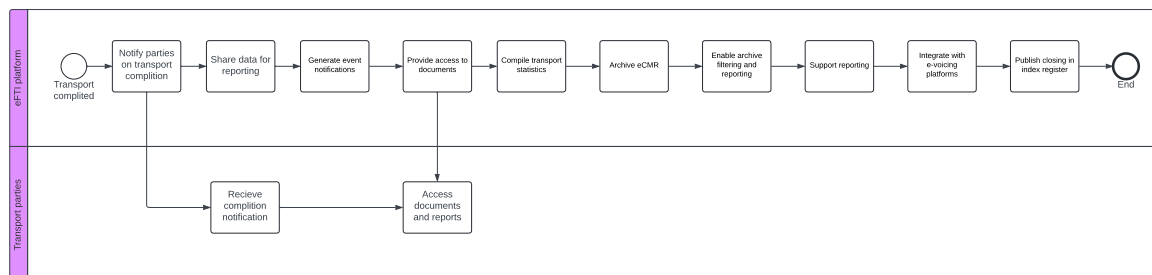 eFTI platform
Transport
complited
Notify parties
on transport
complition
Share data for
reporting
Generate event
notifications
Provide access to
documents
Compile transport
statistics
Archive eCMR
Enable archive
filtering and
reporting
Support reporting
Integrate with
e-voicing
platforms
Publish closing in
index register
End
Transport parties
Recieve
complition
notification
Access
documents
and reports